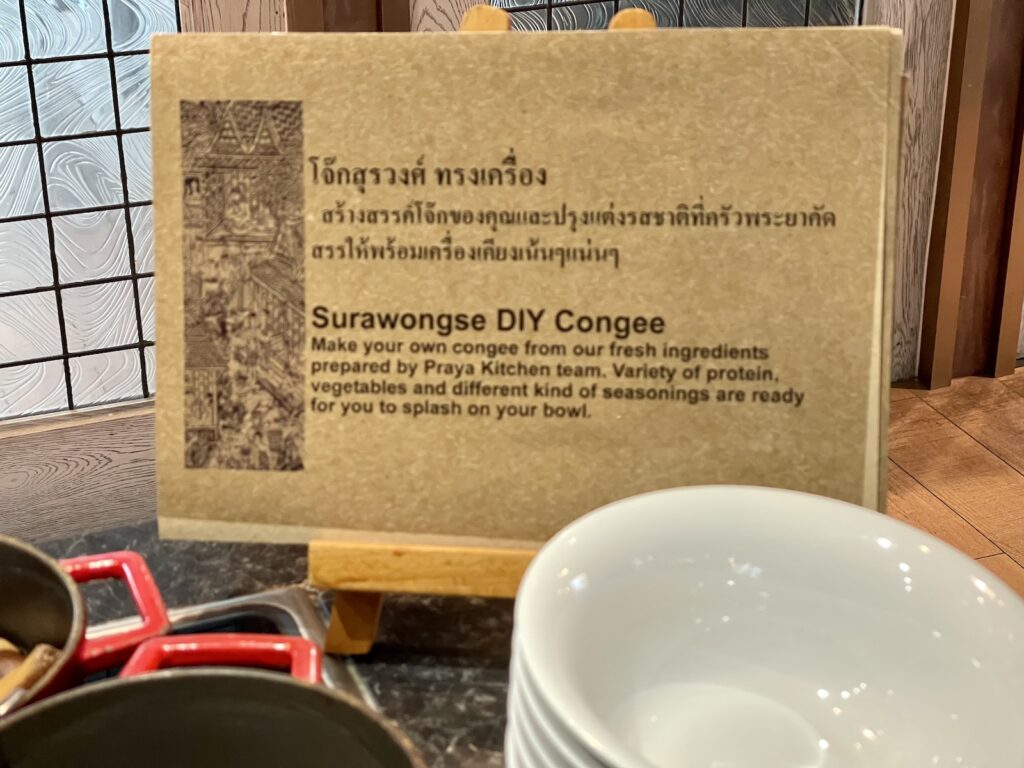 โจ๊กสุรวงศ์ ทรงเครื่อง
สร้างสรรค์โจ๊กของคุณและปรุงแต่งรสชาติที่ครัวพระยาคัด
สรรให้พร้อมเครื่องเคียงเน้นๆแน่นๆ
Surawongse DIY Congee
Make your own congee from our fresh ingredients
prepared by Praya Kitchen team. Variety of protein,
vegetables and different kind of seasonings are ready
for you to splash on your bowl.